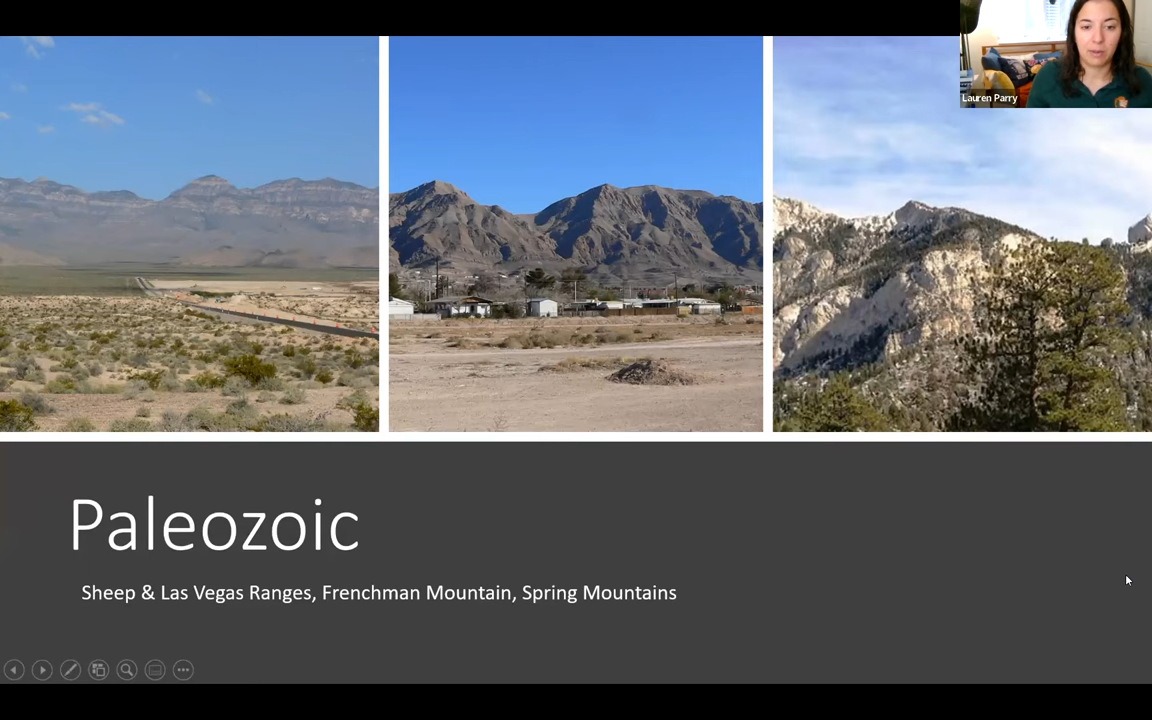 Lauren Parry
Paleozoic
Sheep & Las Vegas Ranges, Frenchman Mountain, Spring Mountains